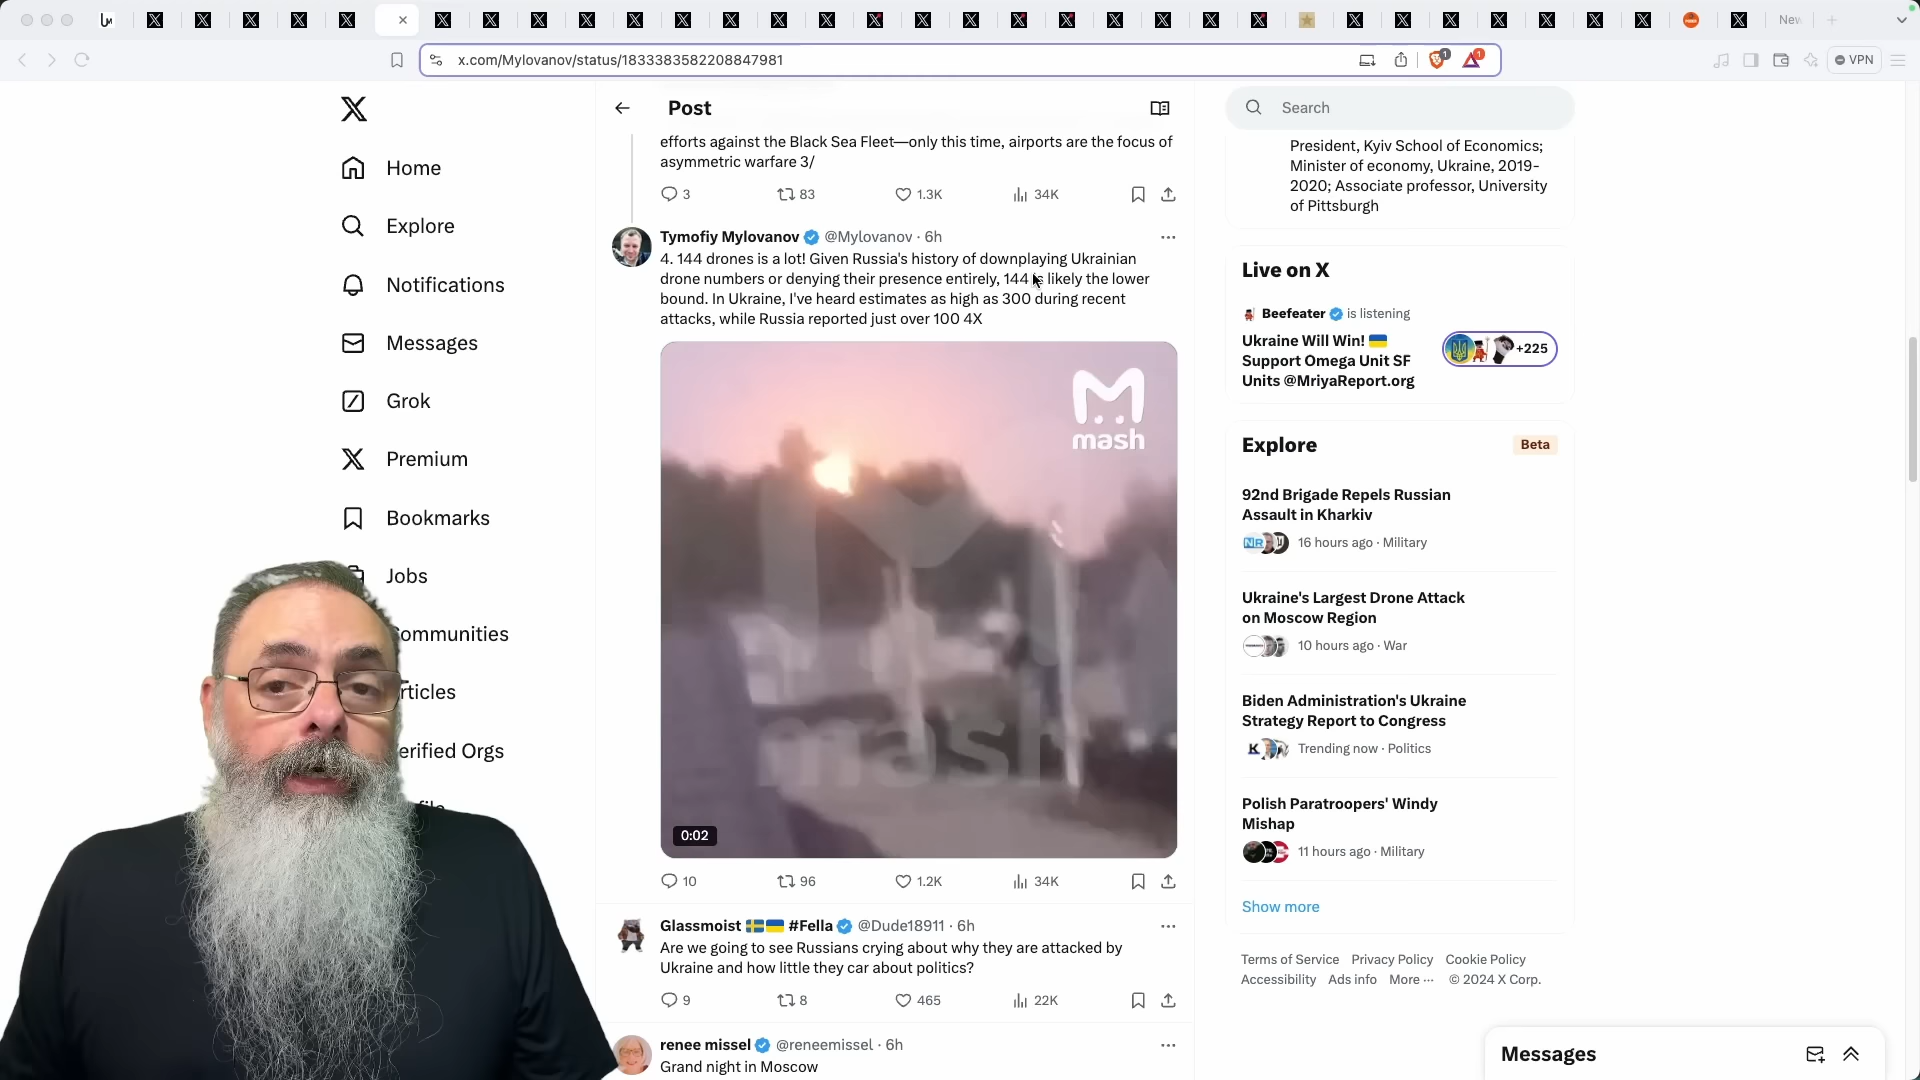 x.com/Mylovanov/status/1833383582208847981
1
1
VPN
Post
Search
efforts against the Black Sea Fleet—only this time, airports are the focus of
asymmetric warfare 3/
3
83
1.3K
34K
Tymofiy Mylovanov @Mylovanov · 6h
4. 144 drones is a lot! Given Russia's history of downplaying Ukrainian
drone numbers or denying their presence entirely, 144 is likely the lower
bound. In Ukraine, I've heard estimates as high as 300 during recent
attacks, while Russia reported just over 100 4X
mash
mash
0:02
10
96
1.2K
34K
Glassmoist #Fella @Dude18911 · 6h
Are we going to see Russians crying about why they are attacked by
Ukraine and how little they car about politics?
9
8
465
22K
renee missel @reneemissel · 6h
Grand night in Moscow
Home
Explore
Notifications
Messages
Grok
Premium
Bookmarks
Jobs
ommunities
rticles
erified Orgs
President, Kyiv School of Economics;
Minister of economy, Ukraine, 2019-
2020; Associate professor, University
of Pittsburgh
Live on X
Beefeater is listening
Ukraine Will Win!
Support Omega Unit SF
Units @MriyaReport.org
+225
Explore
Beta
92nd Brigade Repels Russian
Assault in Kharkiv
16 hours ago · Military
Ukraine's Largest Drone Attack
on Moscow Region
10 hours ago · War
Biden Administration's Ukraine
Strategy Report to Congress
Trending now · Politics
Polish Paratroopers' Windy
Mishap
11 hours ago · Military
Show more
Terms of Service Privacy Policy Cookie Policy
Accessibility Ads info More ··· © 2024 X Corp.
Messages